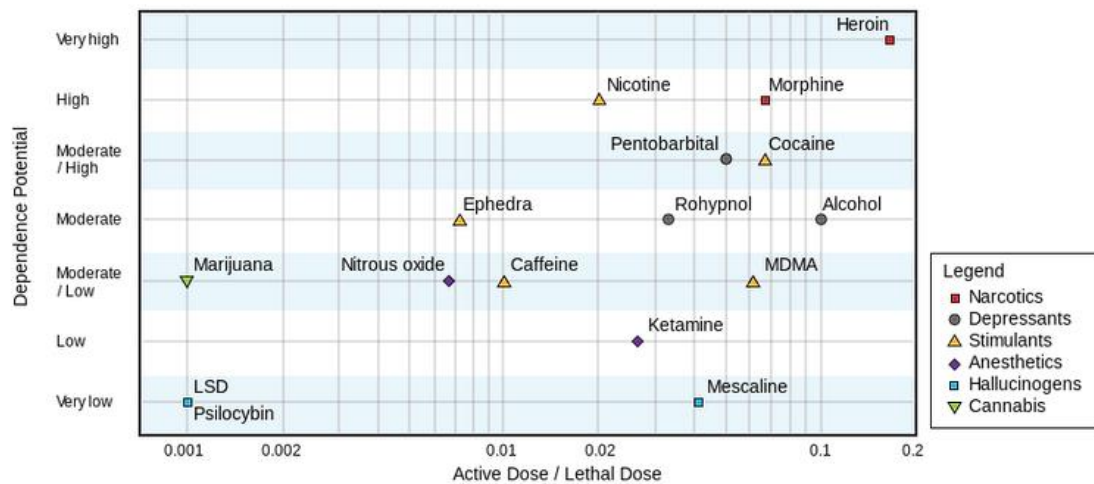 Very high
Heroin
High
Nicotine
Morphine
Moderate
/ High
Pentobarbital
Cocaine
Moderate
Ephedra
Rohypnol
Alcohol
Moderate
/ Low
Marijuana
Nitrous oxide
Caffeine
MDMA
Low
Ketamine
Very low
LSD
Psilocybin
Mescaline
Dependence Potential
0.001 0.002 0.01 0.02 0.1 0.2
Active Dose / Lethal Dose
Legend
Narcotics
Depressants
Stimulants
Anesthetics
Hallucinogens
Cannabis